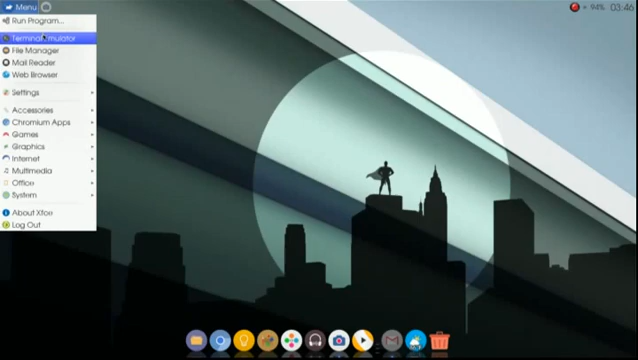 Menu
94% 03:46
Run Program...
Terminal Emulator
File Manager
Mail Reader
Web Browser
Settings
Accessories
Chromium Apps
Games
Graphics
Internet
Multimedia
Office
System
About Xfce
Log Out